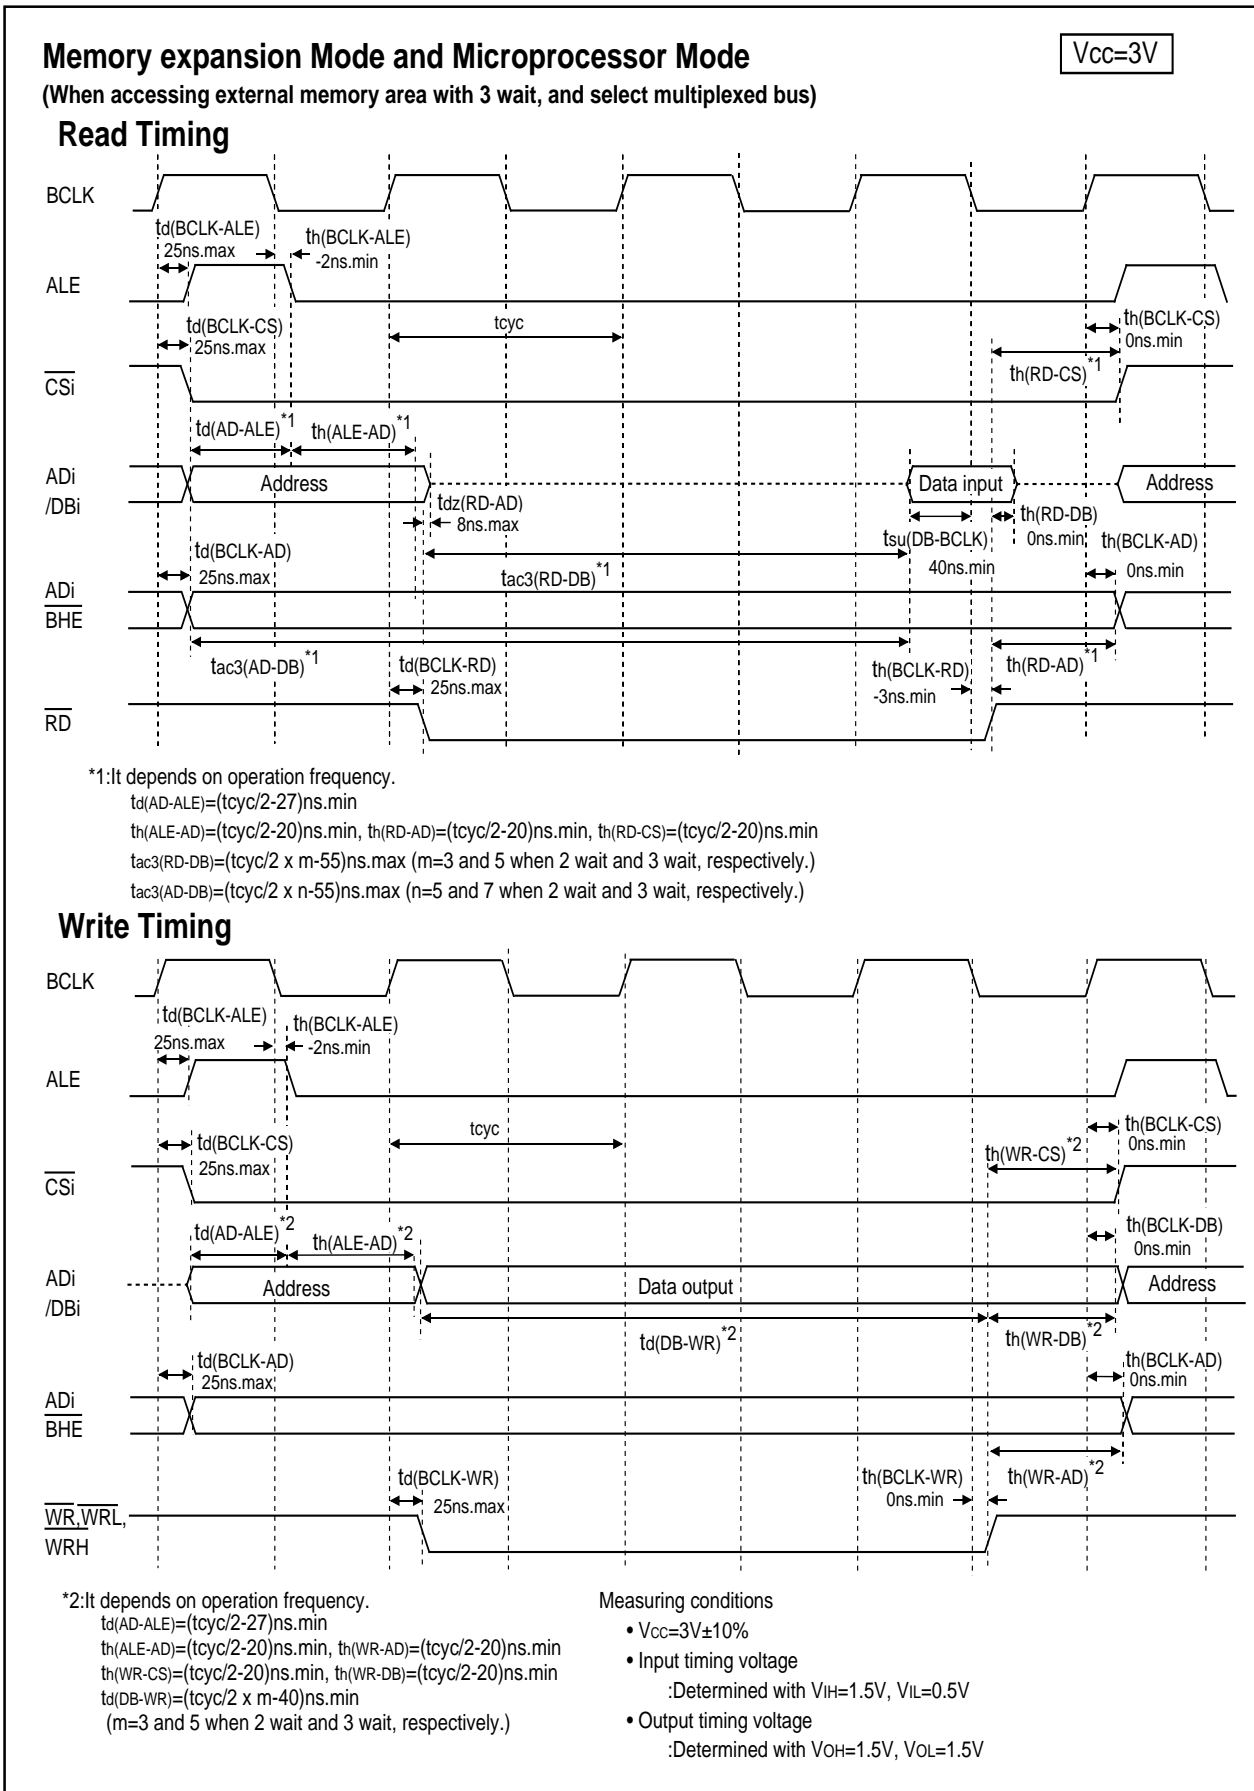 Memory expansion Mode and Microprocessor Mode
Vcc=3V
(When accessing external memory area with 3 wait, and select multiplexed bus)
Read Timing
BCLK
td(BCLK-ALE)
25ns.max
th(BCLK-ALE)
-2ns.min
ALE
td(BCLK-CS)
25ns.max
tcyc
th(BCLK-CS)
0ns.min
th(RD-CS)*1
CSi
td(AD-ALE)*1
th(ALE-AD)*1
ADi
/DBi
Address
Data input
Address
tdz(RD-AD)
8ns.max
th(RD-DB)
0ns.min
tsu(DB-BCLK)
40ns.min
td(BCLK-AD)
25ns.max
tac3(RD-DB)*1
th(BCLK-AD)
0ns.min
ADi
BHE
tac3(AD-DB)*1
td(BCLK-RD)
25ns.max
th(BCLK-RD)
-3ns.min
th(RD-AD)*1
RD
*1:It depends on operation frequency.
td(AD-ALE)=(tcyc/2-27)ns.min
th(ALE-AD)=(tcyc/2-20)ns.min, th(RD-AD)=(tcyc/2-20)ns.min, th(RD-CS)=(tcyc/2-20)ns.min
tac3(RD-DB)=(tcyc/2 x m-55)ns.max (m=3 and 5 when 2 wait and 3 wait, respectively.)
tac3(AD-DB)=(tcyc/2 x n-55)ns.max (n=5 and 7 when 2 wait and 3 wait, respectively.)
Write Timing
BCLK
td(BCLK-ALE)
25ns.max
th(BCLK-ALE)
-2ns.min
ALE
td(BCLK-CS)
25ns.max
tcyc
th(BCLK-CS)
0ns.min
th(WR-CS)*2
CSi
td(AD-ALE)*2
th(ALE-AD)*2
th(BCLK-DB)
0ns.min
ADi
/DBi
Address
Data output
Address
td(DB-WR)*2
th(WR-DB)*2
td(BCLK-AD)
25ns.max
th(BCLK-AD)
0ns.min
ADi
BHE
td(BCLK-WR)
25ns.max
th(BCLK-WR)
0ns.min
th(WR-AD)*2
WR,WRL,
WRH
*2:It depends on operation frequency.
td(AD-ALE)=(tcyc/2-27)ns.min
th(ALE-AD)=(tcyc/2-20)ns.min, th(WR-AD)=(tcyc/2-20)ns.min
th(WR-CS)=(tcyc/2-20)ns.min, th(WR-DB)=(tcyc/2-20)ns.min
td(DB-WR)=(tcyc/2 x m-40)ns.min
(m=3 and 5 when 2 wait and 3 wait, respectively.)
Measuring conditions
• VCC=3V±10%
• Input timing voltage
:Determined with VIH=1.5V, VIL=0.5V
• Output timing voltage
:Determined with VOH=1.5V, VOL=1.5V